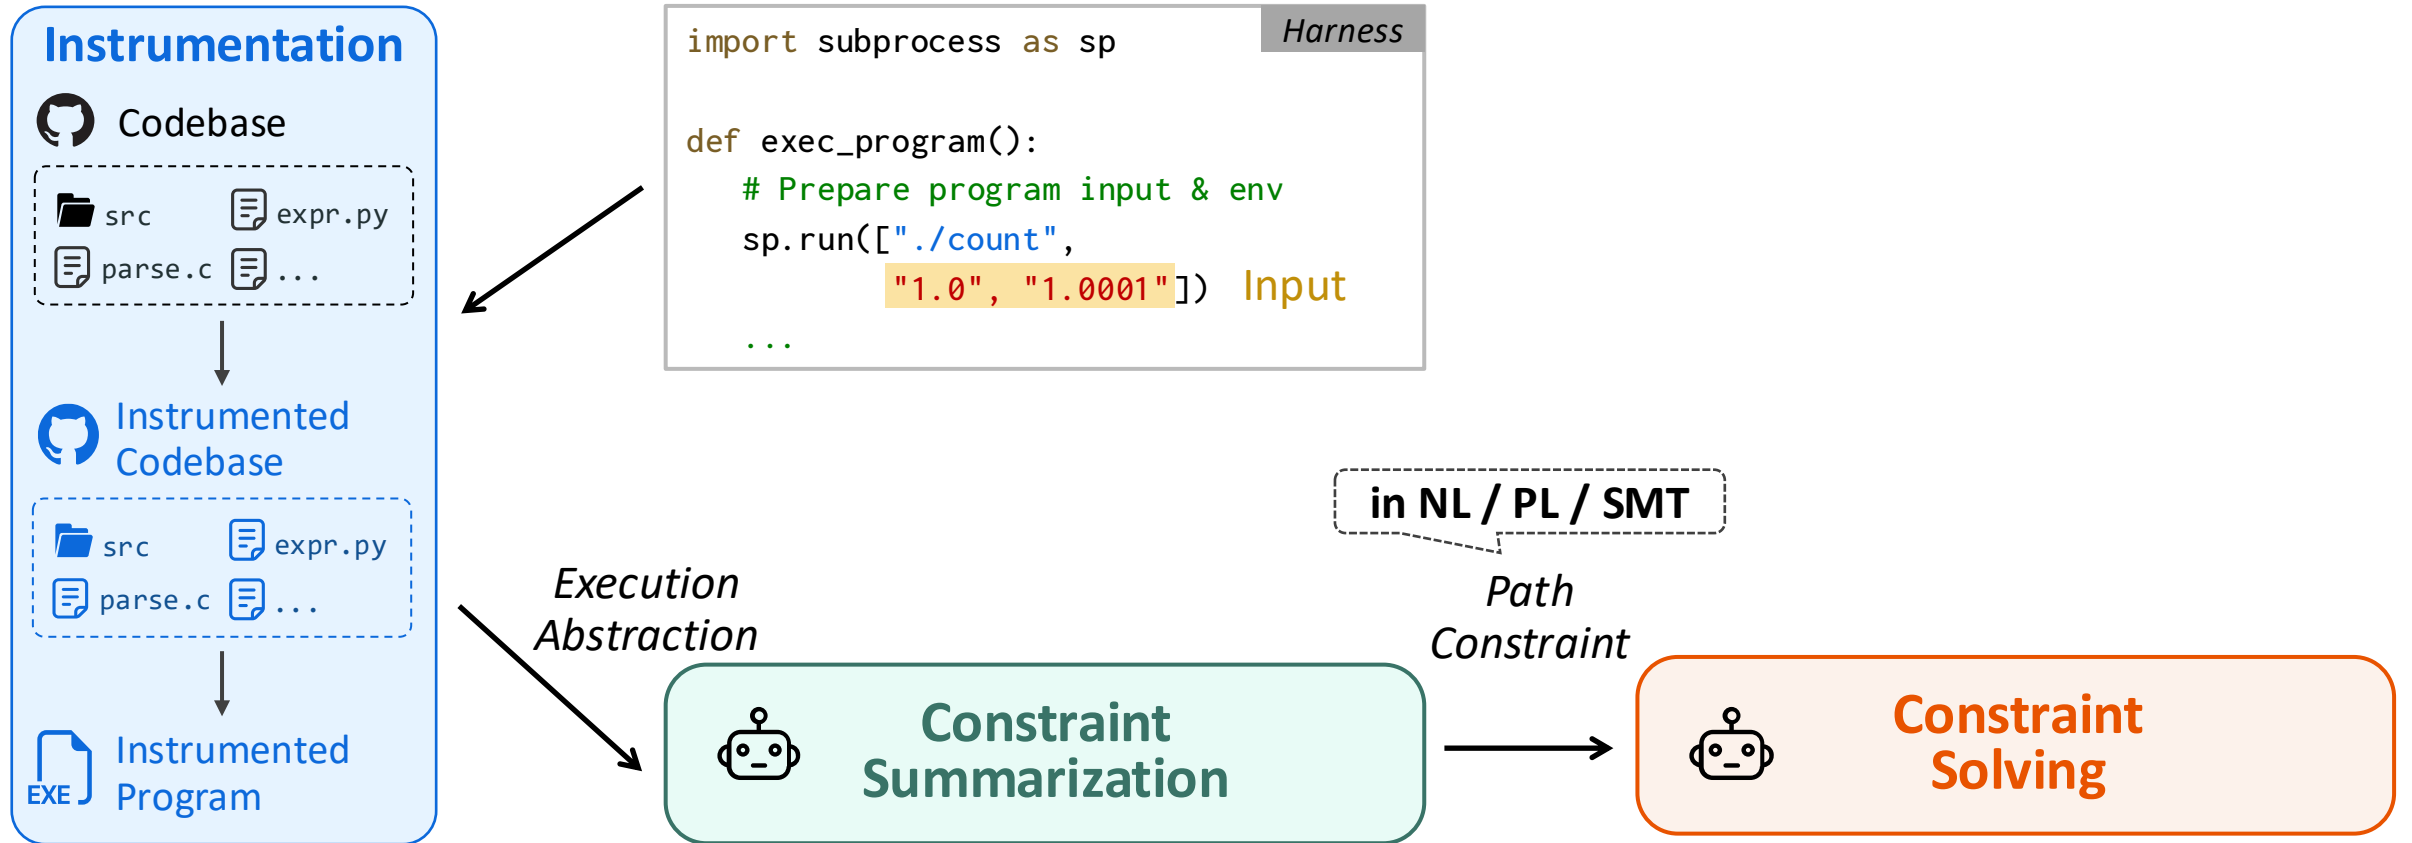 Instrumentation
Codebase
src
expr.py
parse.c
...
Instrumented
Codebase
src
expr.py
parse.c
...
Instrumented
Program
EXE
Harness
import subprocess as sp
def exec_program():
# Prepare program input & env
sp.run(["./count",
"1.0", "1.0001"])
Input
...
Execution
Abstraction
Constraint
Summarization
in NL / PL / SMT
Path
Constraint
Constraint
Solving